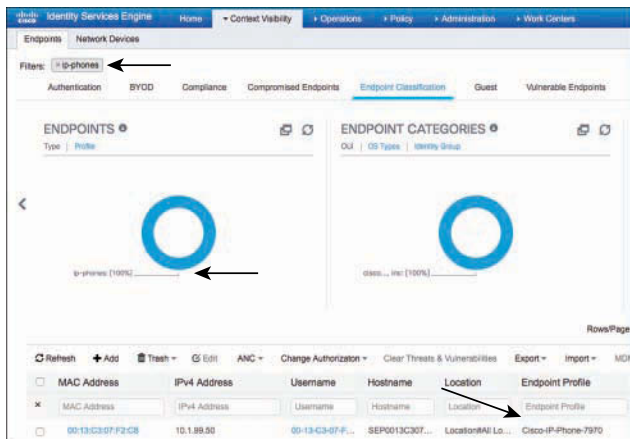 cisco Identity Services Engine Home Context Visibility Operations Policy Administration Work Centers
Endpoints Network Devices
Filters: × ip-phones
Authentication BYOD Compliance Compromised Endpoints Endpoint Classification Guest Vulnerable Endpoints
ENDPOINTS ENDPOINT CATEGORIES
Type | Profile OUI | OS Types | Identity Group
ip-phones: [100%] cisco..., inc: [100%]
Rows/Page
Refresh Add Trash Edit ANC Change Authorization Clear Threats & Vulnerabilities Export Import MDM
MAC Address IPv4 Address Username Hostname Location Endpoint Profile
× MAC Address IPv4 Address Username Hostname Location Endpoint Profile
00:13:C3:07:F2:C8 10.1.89.50 00-13-C3-07-F... SEP0013C307... Location#All Lo... Cisco-IP-Phone-7970